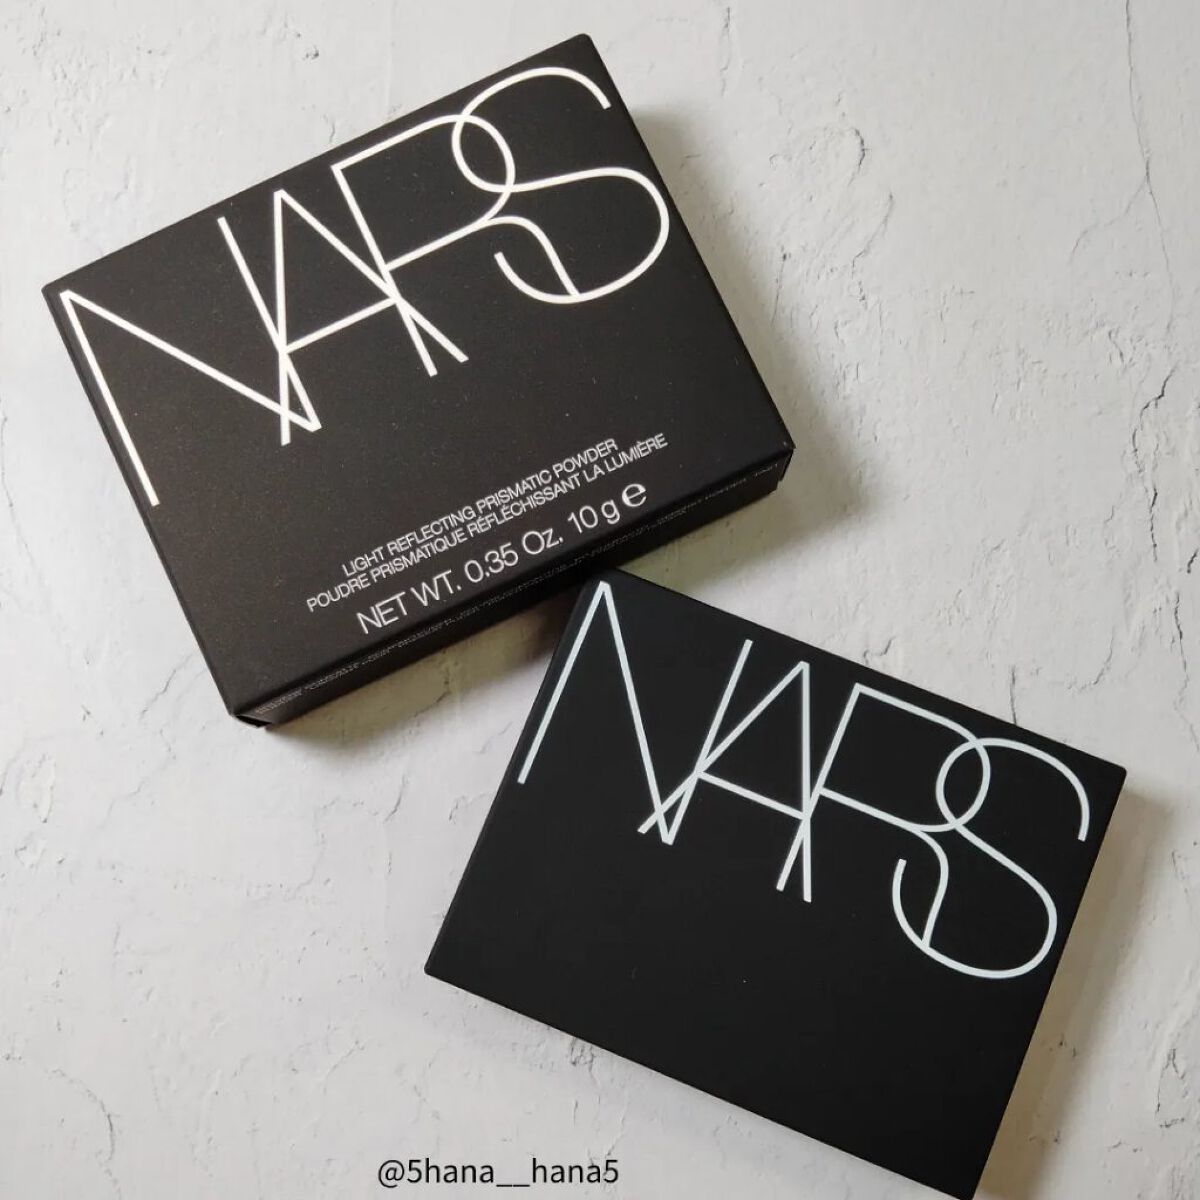 NARS
LIGHT REFLECTING PRISMATIC POWDER
POUDRE PRISMATIQUE RÉFLÉCHISSANT LA LUMIÈRE
NET WT. 0.35 Oz. 10 g ℮
NARS
@5hana__hana5